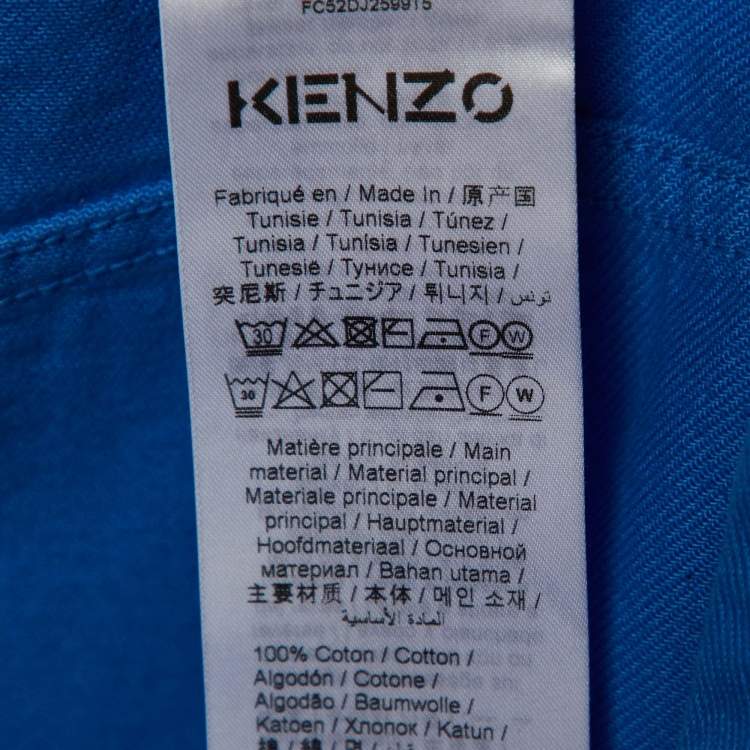 FC52DJ259915
KENZO
Fabriqué en / Made In / 原产国
Tunisie / Tunisia / Túnez /
Tunisia / Tunísia / Tunesien /
Tunesië / Тунисе / Tunisia /
突尼斯 / チュニジア / 튀니지 / تونس
30 F W
30 F W
Matière principale / Main
material / Material principal /
Materiale principale / Material
principal / Hauptmaterial /
Hoofdmateriaal / Основной
материал / Bahan utama /
主要材质 / 本体 / 메인 소재 /
المادة الأساسية
100% Coton / Cotton /
Algodón / Cotone /
Algodão / Baumwolle /
Katoen / Хлопок / Katun /